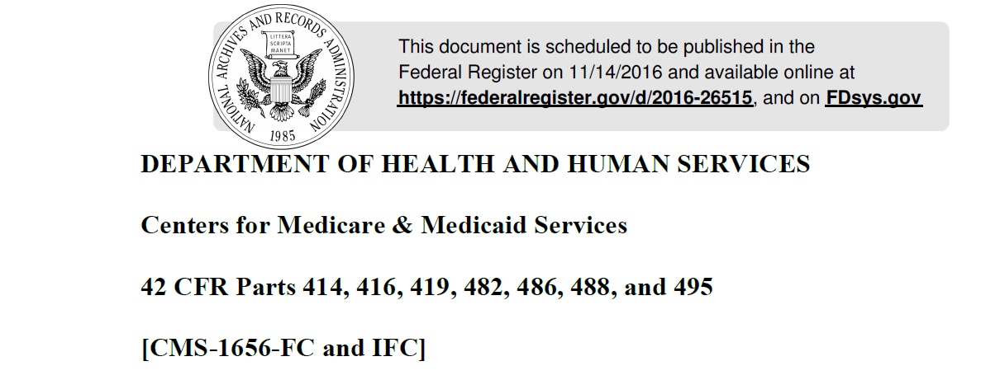 NATIONAL ARCHIVES AND RECORDS ADMINISTRATION
LITTERA
SCRIPTA
MANET
1985
This document is scheduled to be published in the
Federal Register on 11/14/2016 and available online at
https://federalregister.gov/d/2016-26515, and on FDsys.gov
DEPARTMENT OF HEALTH AND HUMAN SERVICES
Centers for Medicare & Medicaid Services
42 CFR Parts 414, 416, 419, 482, 486, 488, and 495
[CMS-1656-FC and IFC]